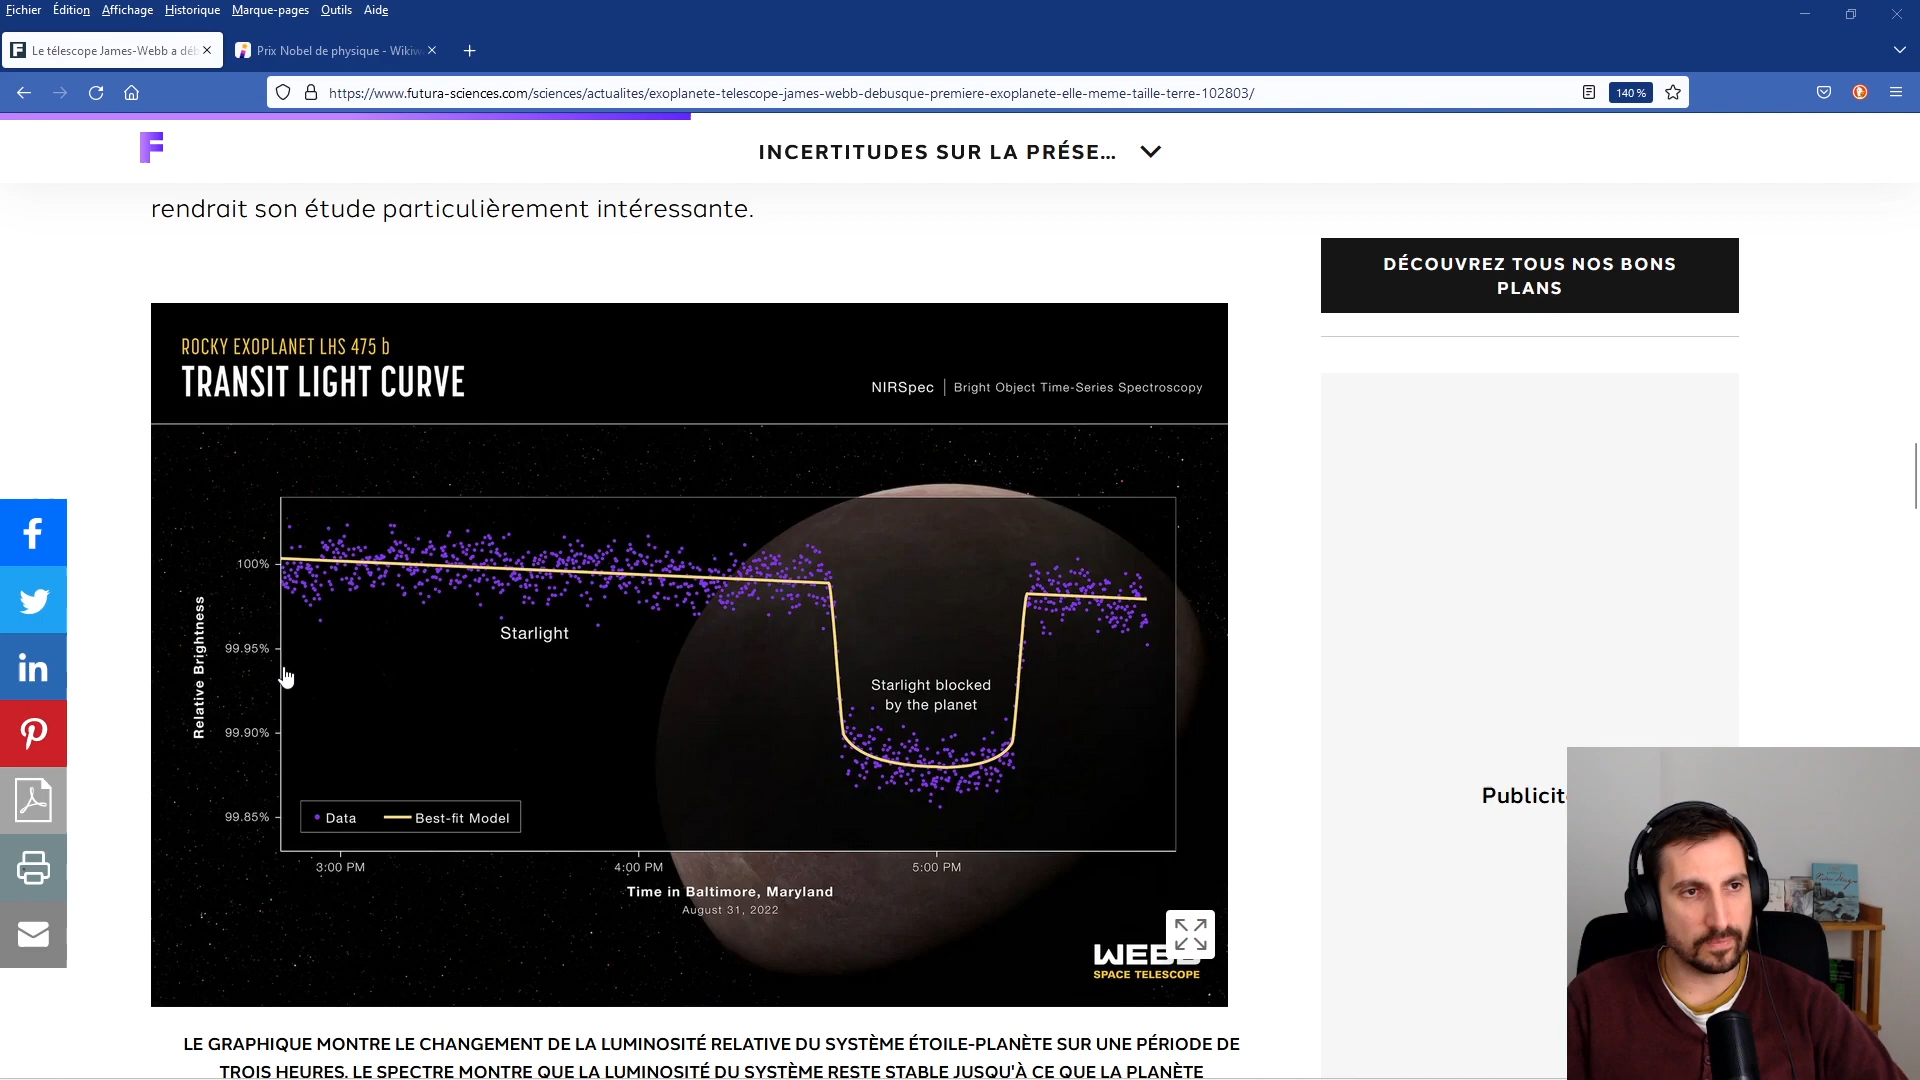 Fichier Édition Affichage Historique Marque-pages Outils Aide
Le télescope James-Webb a déb
Prix Nobel de physique - Wikiw
https://www.futura-sciences.com/sciences/actualites/exoplanete-telescope-james-webb-debusque-premiere-exoplanete-elle-meme-taille-terre-102803/
140 %
F
INCERTITUDES SUR LA PRÉSE...
rendrait son étude particulièrement intéressante.
DÉCOUVREZ TOUS NOS BONS
PLANS
ROCKY EXOPLANET LHS 475 b
TRANSIT LIGHT CURVE
NIRSpec | Bright Object Time-Series Spectroscopy
Relative Brightness
100%
99.95%
99.90%
99.85%
Starlight
Starlight blocked
by the planet
Data
Best-fit Model
3:00 PM
4:00 PM
5:00 PM
Time in Baltimore, Maryland
August 31, 2022
WEBB
SPACE TELESCOPE
Publicit
LE GRAPHIQUE MONTRE LE CHANGEMENT DE LA LUMINOSITÉ RELATIVE DU SYSTÈME ÉTOILE-PLANÈTE SUR UNE PÉRIODE DE
TROIS HEURES. LE SPECTRE MONTRE QUE LA LUMINOSITÉ DU SYSTÈME RESTE STABLE JUSQU'À CE QUE LA PLANÈTE